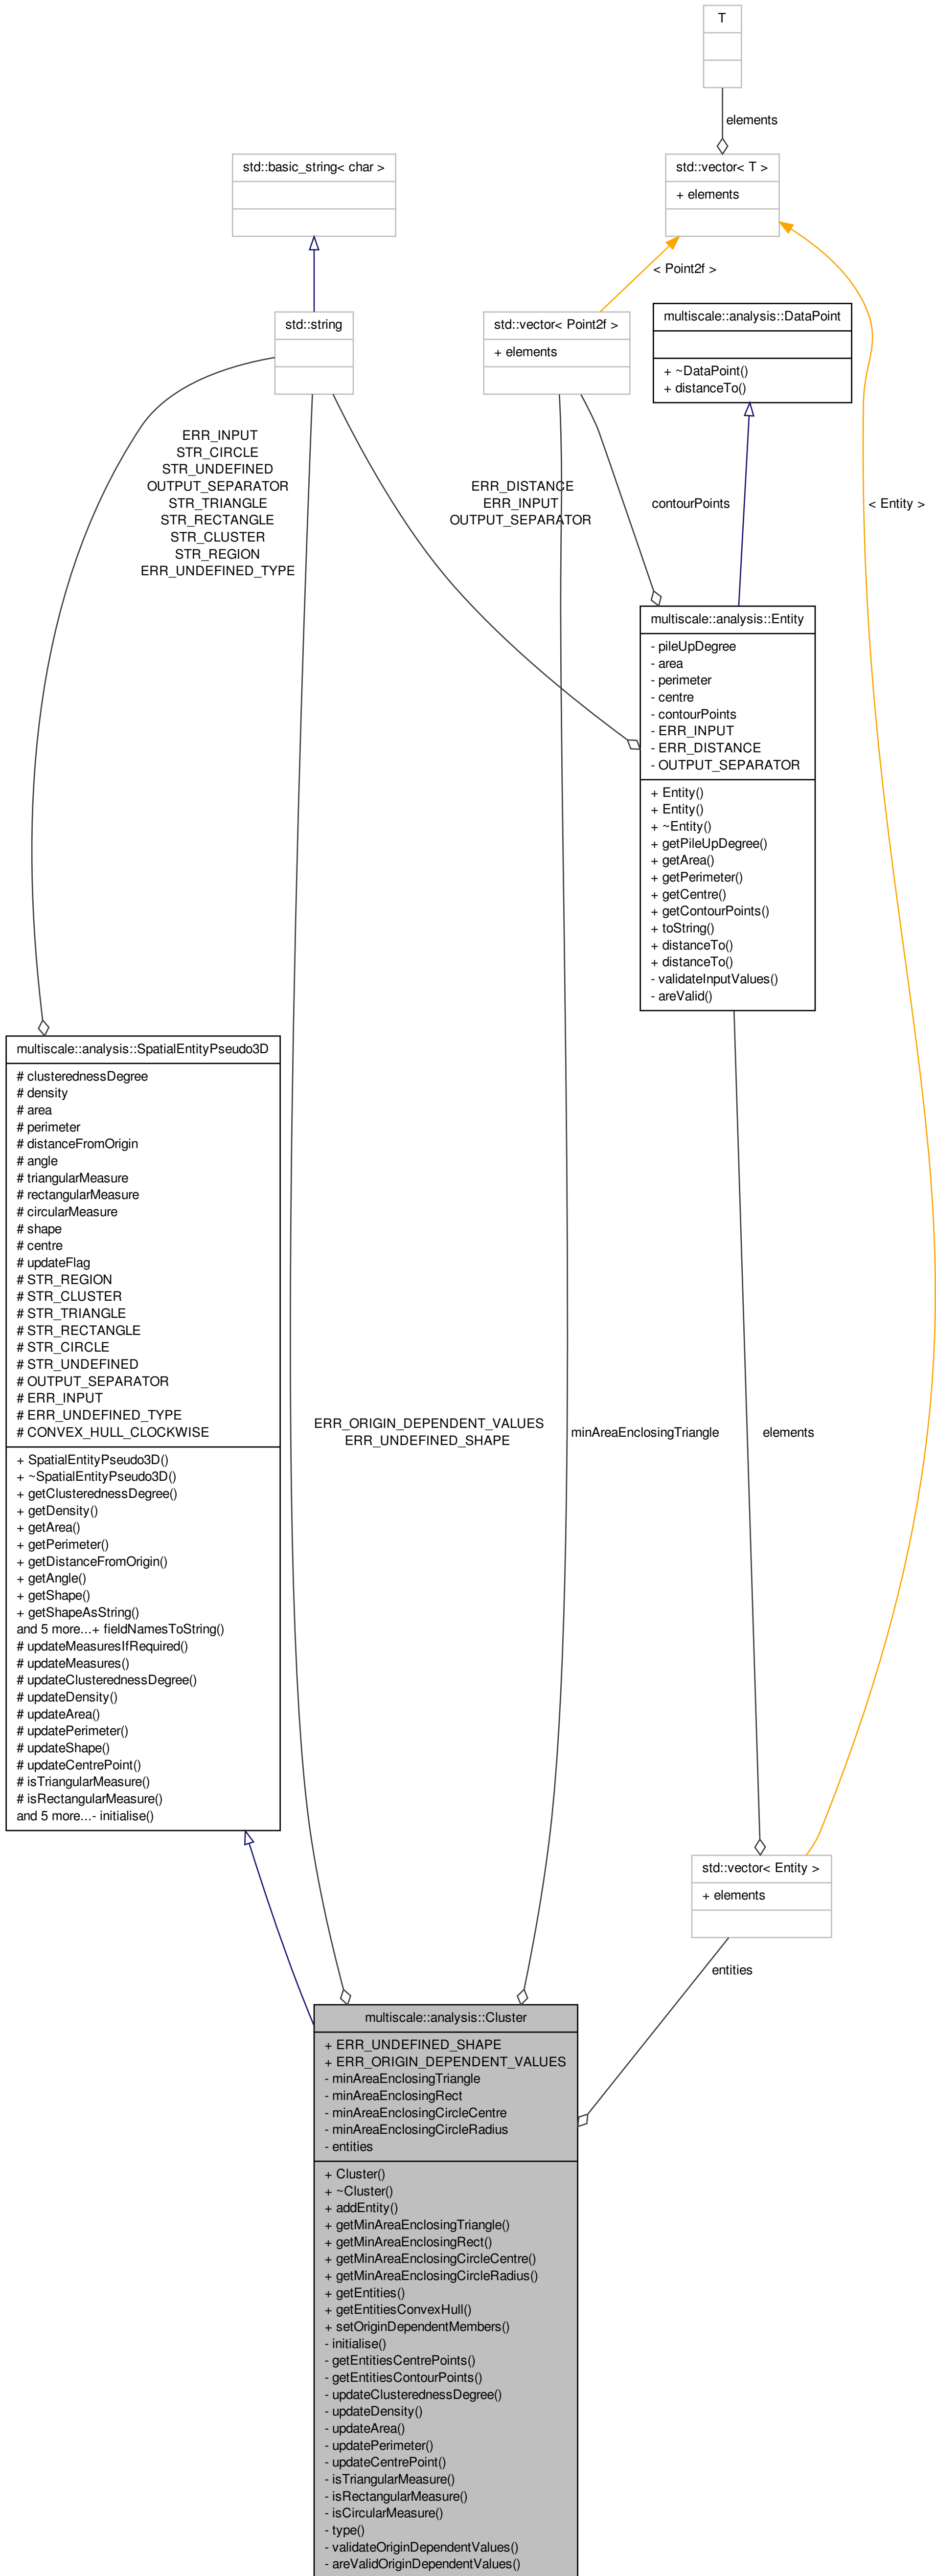 T
elements
std::basic_string< char >
std::vector< T >
+ elements
< Point2f >
std::string
std::vector< Point2f >
+ elements
multiscale::analysis::DataPoint
+ ~DataPoint()
+ distanceTo()
ERR_INPUT
STR_CIRCLE
STR_UNDEFINED
OUTPUT_SEPARATOR
STR_TRIANGLE
STR_RECTANGLE
STR_CLUSTER
STR_REGION
ERR_UNDEFINED_TYPE
ERR_DISTANCE
ERR_INPUT
OUTPUT_SEPARATOR
contourPoints
< Entity >
multiscale::analysis::Entity
- pileUpDegree
- area
- perimeter
- centre
- contourPoints
- ERR_INPUT
- ERR_DISTANCE
- OUTPUT_SEPARATOR
+ Entity()
+ Entity()
+ ~Entity()
+ getPileUpDegree()
+ getArea()
+ getPerimeter()
+ getCentre()
+ getContourPoints()
+ toString()
+ distanceTo()
+ distanceTo()
- validateInputValues()
- areValid()
multiscale::analysis::SpatialEntityPseudo3D
# clusterednessDegree
# density
# area
# perimeter
# distanceFromOrigin
# angle
# triangularMeasure
# rectangularMeasure
# circularMeasure
# shape
# centre
# updateFlag
# STR_REGION
# STR_CLUSTER
# STR_TRIANGLE
# STR_RECTANGLE
# STR_CIRCLE
# STR_UNDEFINED
# OUTPUT_SEPARATOR
# ERR_INPUT
# ERR_UNDEFINED_TYPE
# CONVEX_HULL_CLOCKWISE
+ SpatialEntityPseudo3D()
+ ~SpatialEntityPseudo3D()
+ getClusterednessDegree()
+ getDensity()
+ getArea()
+ getPerimeter()
+ getDistanceFromOrigin()
+ getAngle()
+ getShape()
+ getShapeAsString()
and 5 more...+ fieldNamesToString()
# updateMeasuresIfRequired()
# updateMeasures()
# updateClusterednessDegree()
# updateDensity()
# updateArea()
# updatePerimeter()
# updateShape()
# updateCentrePoint()
# isTriangularMeasure()
# isRectangularMeasure()
and 5 more...- initialise()
ERR_ORIGIN_DEPENDENT_VALUES
ERR_UNDEFINED_SHAPE
minAreaEnclosingTriangle
elements
std::vector< Entity >
+ elements
entities
multiscale::analysis::Cluster
+ ERR_UNDEFINED_SHAPE
+ ERR_ORIGIN_DEPENDENT_VALUES
- minAreaEnclosingTriangle
- minAreaEnclosingRect
- minAreaEnclosingCircleCentre
- minAreaEnclosingCircleRadius
- entities
+ Cluster()
+ ~Cluster()
+ addEntity()
+ getMinAreaEnclosingTriangle()
+ getMinAreaEnclosingRect()
+ getMinAreaEnclosingCircleCentre()
+ getMinAreaEnclosingCircleRadius()
+ getEntities()
+ getEntitiesConvexHull()
+ setOriginDependentMembers()
- initialise()
- getEntitiesCentrePoints()
- getEntitiesContourPoints()
- updateClusterednessDegree()
- updateDensity()
- updateArea()
- updatePerimeter()
- updateCentrePoint()
- isTriangularMeasure()
- isRectangularMeasure()
- isCircularMeasure()
- type()
- validateOriginDependentValues()
- areValidOriginDependentValues()